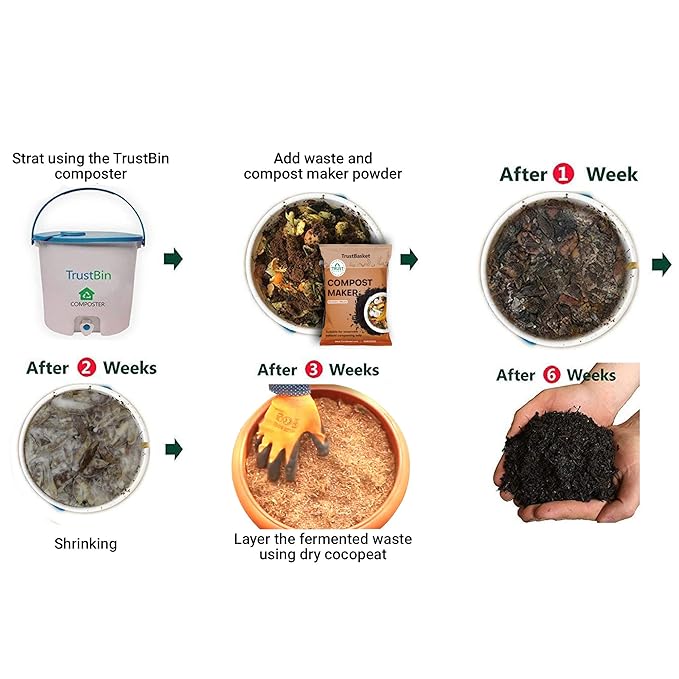 Strat using the TrustBin
composter
Add waste and
compost maker powder
After 1 Week
TrustBin
COMPOSTER
TrustBasket
TRUST
COMPOST
MAKER
After 2 Weeks
After 3 Weeks
After 6 Weeks
Shrinking
Layer the fermented waste
using dry cocopeat